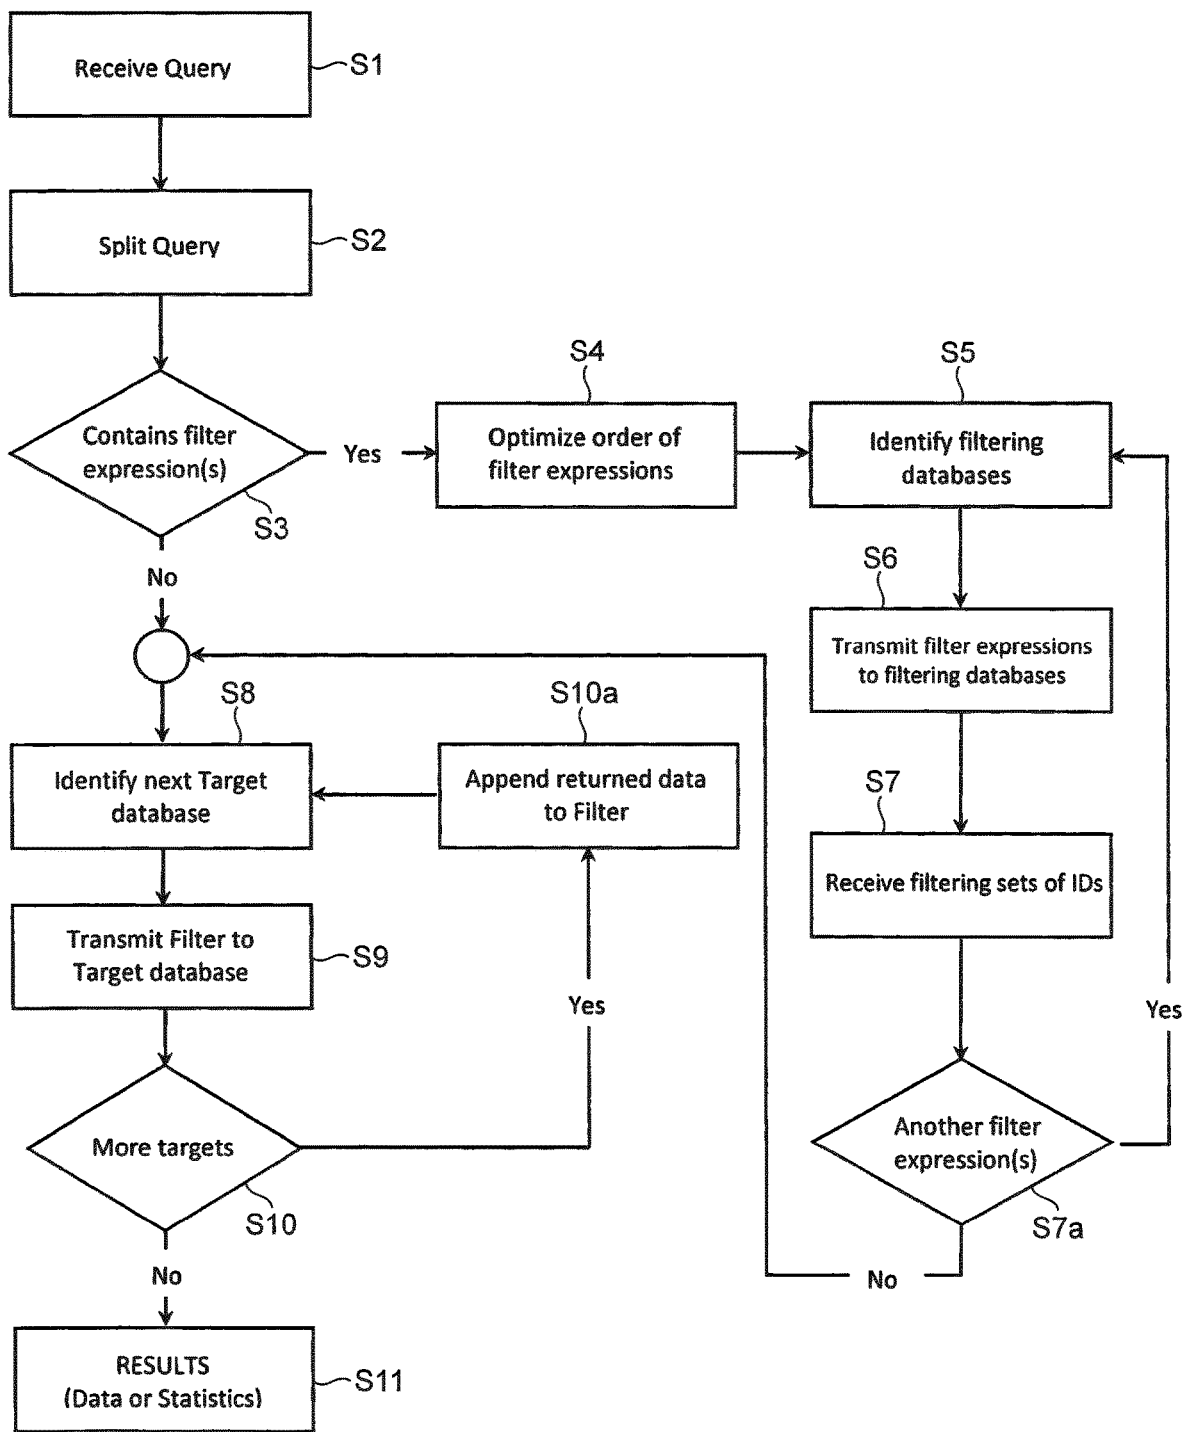 Receive Query
S1
Split Query
S2
Contains filter
expression(s)
S3
Yes
No
S4
Optimize order of
filter expressions
S5
Identify filtering
databases
S6
Transmit filter expressions
to filtering databases
S7
Receive filtering sets of IDs
Another filter
expression(s)
S7a
Yes
No
S8
Identify next Target
database
S10a
Append returned data
to Filter
Transmit Filter to
Target database
S9
Yes
More targets
S10
No
RESULTS
(Data or Statistics)
S11